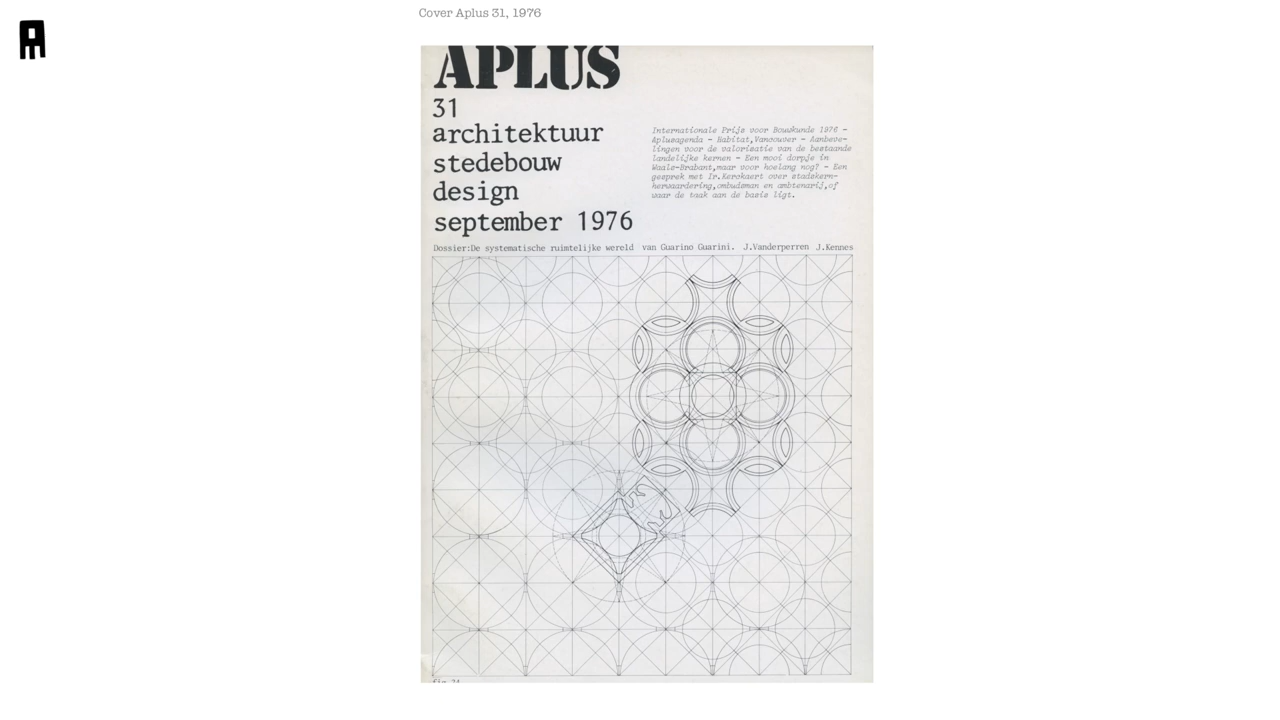 Cover Aplus 31, 1976
APLUS
31
architektuur
stedebouw
design
september 1976
Internationale Prijs voor Bouwkunde 1976 –
Aplusagenda – Habitat,Vancouver – Aanbeve-
lingen voor de valorisatie van de bestaande
landelijke kernen – Een mooi dorpje in
Waals-Brabant,maar voor hoelang nog? – Een
gesprek met Ir.Kerckaert over stadskern-
herwaardering,ombudsman en ambtenarij,of
waar de taak aan de basis ligt.
Dossier:De systematische ruimtelijke wereld van Guarino Guarini. J.Vanderperren J.Kennes